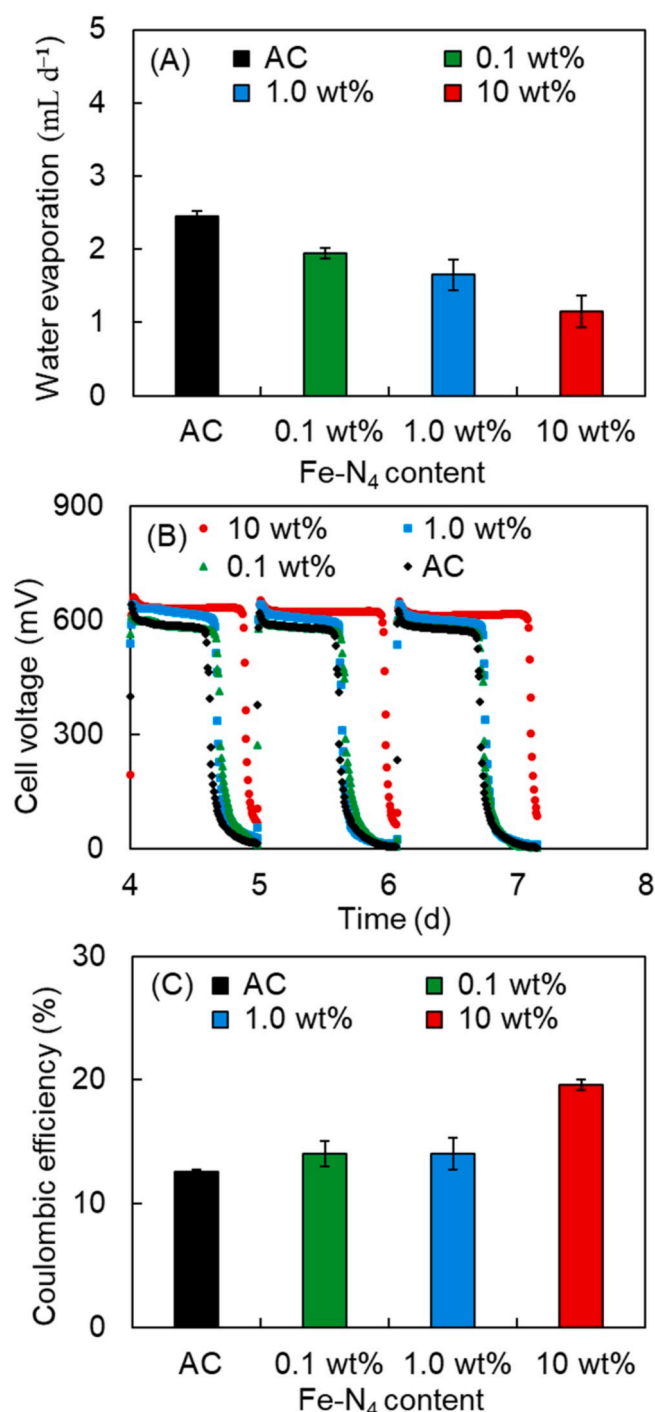 (A) AC 0.1 wt%
1.0 wt% 10 wt%
Water evaporation (mL d⁻¹)
5
4
3
2
1
0
AC 0.1 wt% 1.0 wt% 10 wt%
Fe-N₄ content
(B) 10 wt% 1.0 wt%
0.1 wt% AC
Cell voltage (mV)
900
600
300
0
4 5 6 7 8
Time (d)
(C) AC 0.1 wt%
1.0 wt% 10 wt%
Coulombic efficiency (%)
30
20
10
0
AC 0.1 wt% 1.0 wt% 10 wt%
Fe-N₄ content